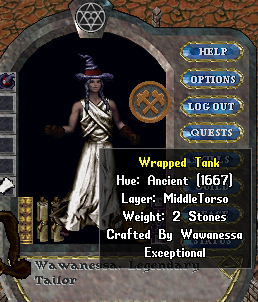 HELP
OPTIONS
LOG OUT
QUESTS
Wrapped Tank
Hue: Ancient (1667)
Layer: MiddleTorso
Weight: 2 Stones
Crafted By Wawanessa
Exceptional
STATUS
Wawanessa, Legendary
Tailor